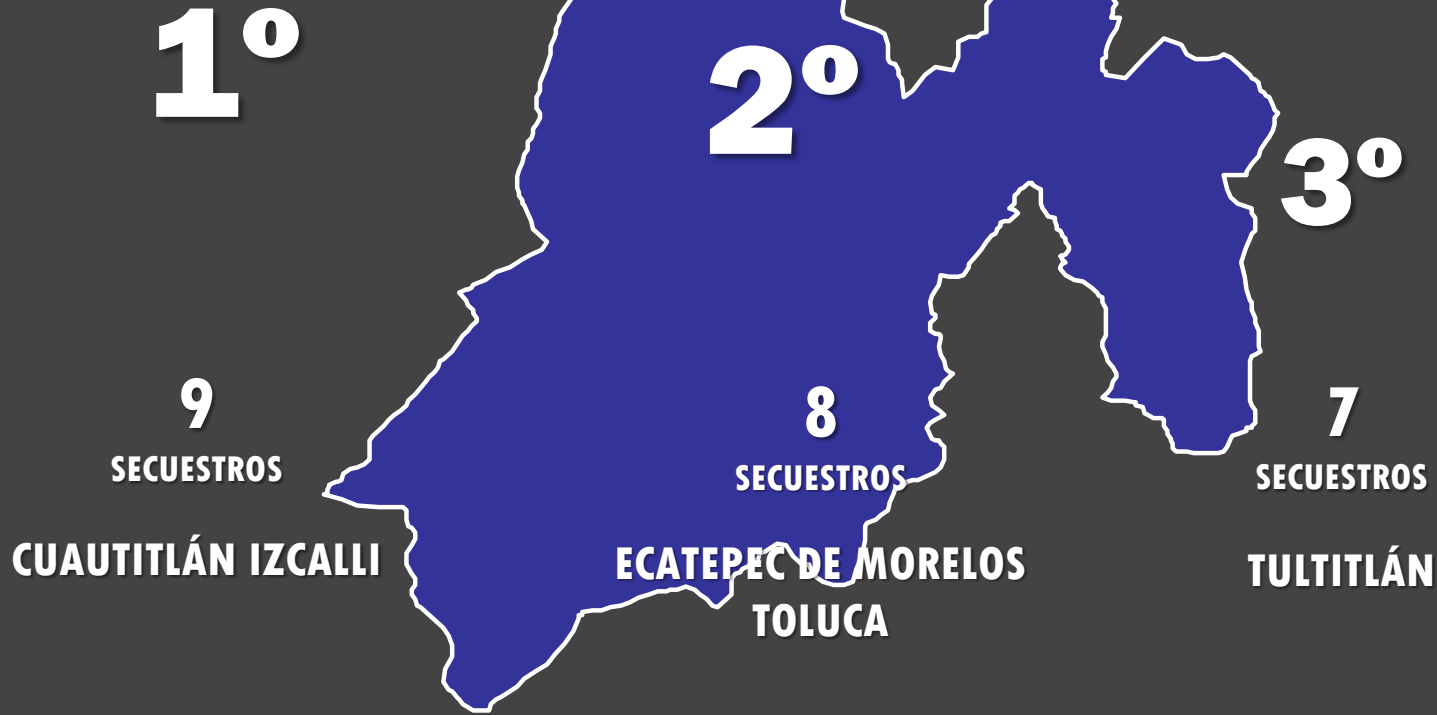 1º
9
SECUESTROS
CUAUTITLÁN IZCALLI
2º
8
SECUESTROS
ECATEPEC DE MORELOS
TOLUCA
3º
7
SECUESTROS
TULTITLÁN